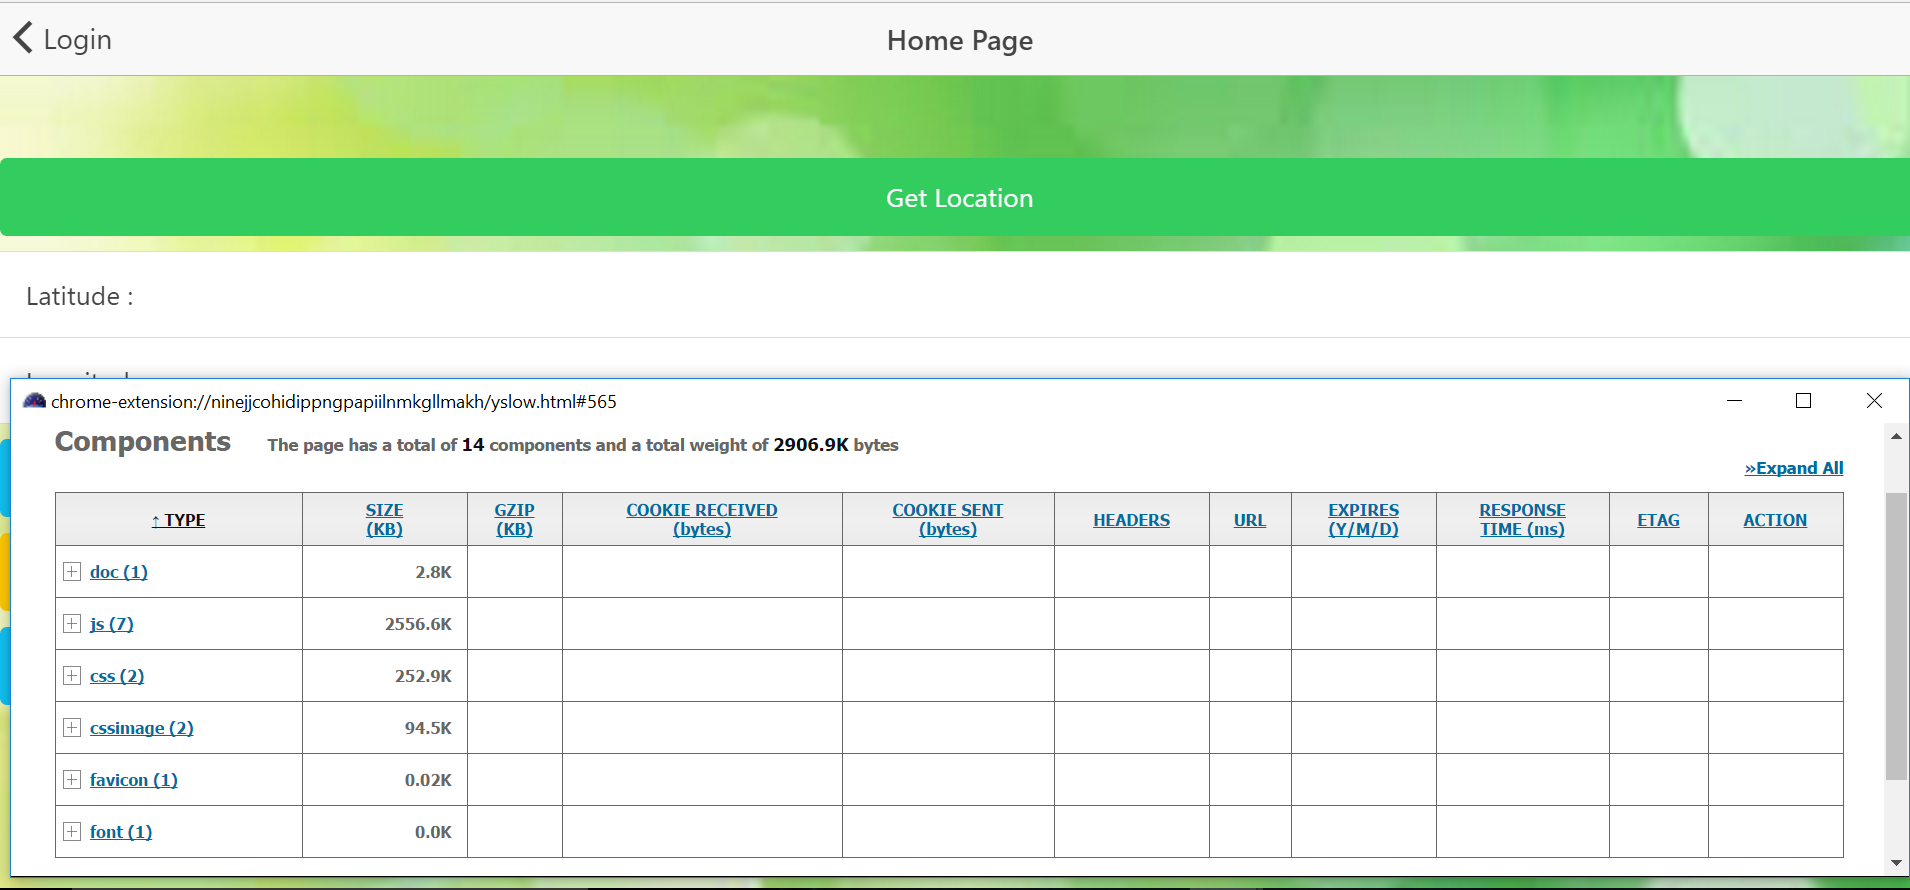 Login
Home Page
Get Location
Latitude :
chrome-extension://ninejjcohidippngpapiilnmkgllmakh/yslow.html#565
Components The page has a total of 14 components and a total weight of 2906.9K bytes
»Expand All
↑ TYPE SIZE (KB) GZIP (KB) COOKIE RECEIVED (bytes) COOKIE SENT (bytes) HEADERS URL EXPIRES (Y/M/D) RESPONSE TIME (ms) ETAG ACTION
doc (1) 2.8K
js (7) 2556.6K
css (2) 252.9K
cssimage (2) 94.5K
favicon (1) 0.02K
font (1) 0.0K